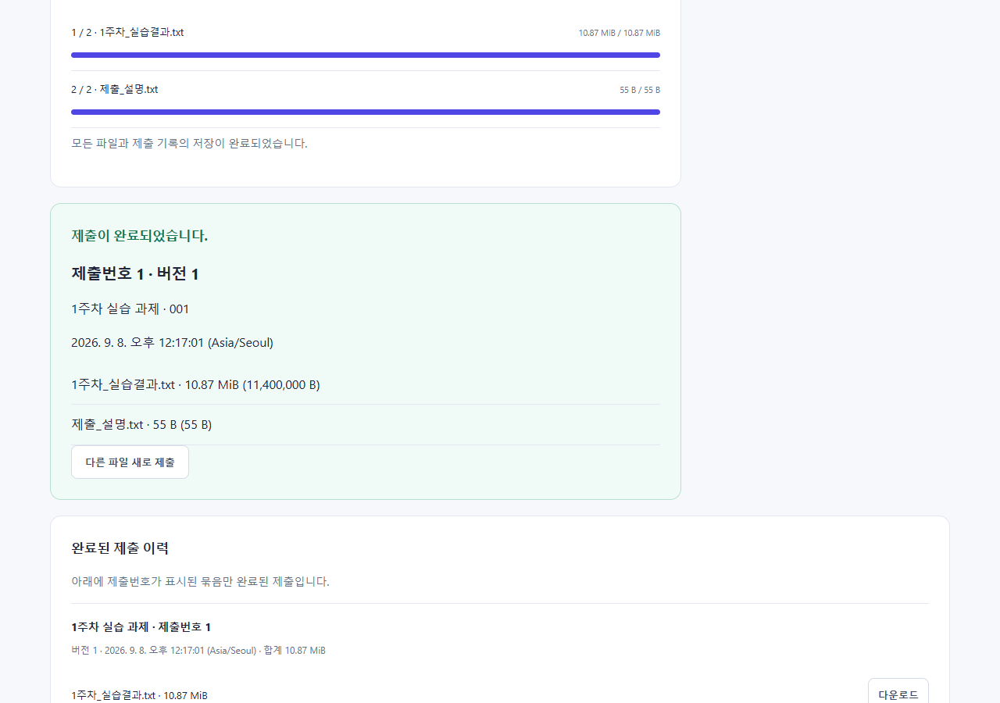 1 / 2 · 1주차_실습결과.txt
10.87 MiB / 10.87 MiB
2 / 2 · 제출_설명.txt
55 B / 55 B
모든 파일과 제출 기록의 저장이 완료되었습니다.
제출이 완료되었습니다.
제출번호 1 · 버전 1
1주차 실습 과제 · 001
2026. 9. 8. 오후 12:17:01 (Asia/Seoul)
1주차_실습결과.txt · 10.87 MiB (11,400,000 B)
제출_설명.txt · 55 B (55 B)
다른 파일 새로 제출
완료된 제출 이력
아래에 제출번호가 표시된 묶음만 완료된 제출입니다.
1주차 실습 과제 · 제출번호 1
버전 1 · 2026. 9. 8. 오후 12:17:01 (Asia/Seoul) · 합계 10.87 MiB
1주차_실습결과.txt · 10.87 MiB
다운로드